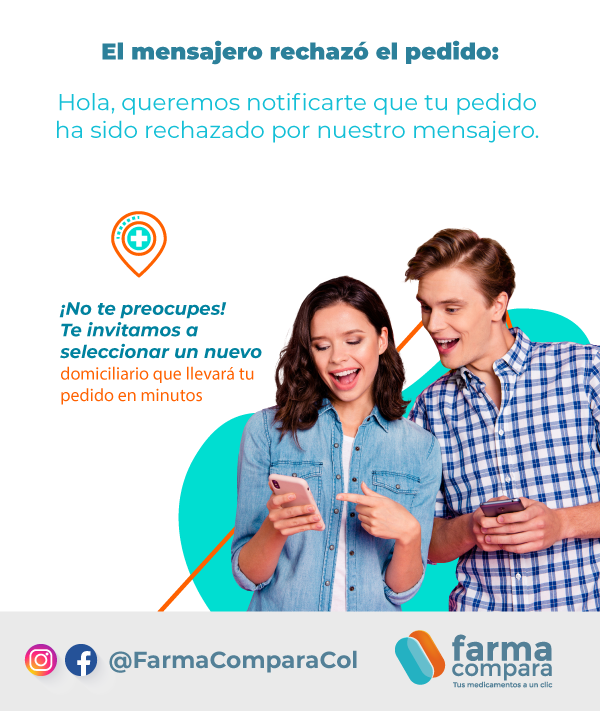 El mensajero rechazó el pedido:
Hola, queremos notificarte que tu pedido
ha sido rechazado por nuestro mensajero.
¡No te preocupes!
Te invitamos a
seleccionar un nuevo
domiciliario que llevará tu
pedido en minutos
@FarmaComparaCol
farma
compara
Tus medicamentos a un clic